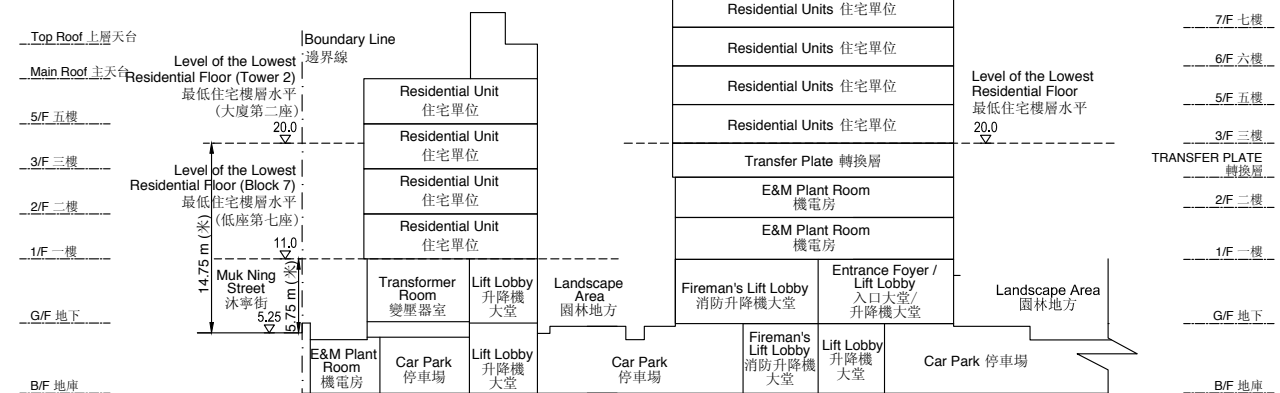 Top Roof 上層天台
Main Roof 主天台
5/F 五樓
3/F 三樓
2/F 二樓
1/F 一樓
G/F 地下
B/F 地庫
Boundary Line
邊界線
Level of the Lowest
Residential Floor (Tower 2)
最低住宅樓層水平
(大廈第二座)
20.0
Level of the Lowest
Residential Floor (Block 7)
最低住宅樓層水平
(低座第七座)
11.0
14.75 m (米)
5.75 m (米)
Muk Ning
Street
沐寧街
5.25
Residential Unit
住宅單位
Residential Unit
住宅單位
Residential Unit
住宅單位
Residential Unit
住宅單位
Transformer
Room
變壓器室
Lift Lobby
升降機
大堂
E&M Plant
Room
機電房
Car Park
停車場
Lift Lobby
升降機
大堂
Landscape
Area
園林地方
Car Park
停車場
Residential Units 住宅單位
Residential Units 住宅單位
Residential Units 住宅單位
Residential Units 住宅單位
Transfer Plate 轉換層
E&M Plant Room
機電房
E&M Plant Room
機電房
Fireman's Lift Lobby
消防升降機大堂
Entrance Foyer /
Lift Lobby
入口大堂/
升降機大堂
Fireman's
Lift Lobby
消防升降機
大堂
Lift Lobby
升降機
大堂
Car Park 停車場
Landscape Area
園林地方
Level of the Lowest
Residential Floor
最低住宅樓層水平
20.0
7/F 七樓
6/F 六樓
5/F 五樓
3/F 三樓
TRANSFER PLATE
轉換層
2/F 二樓
1/F 一樓
G/F 地下
B/F 地庫